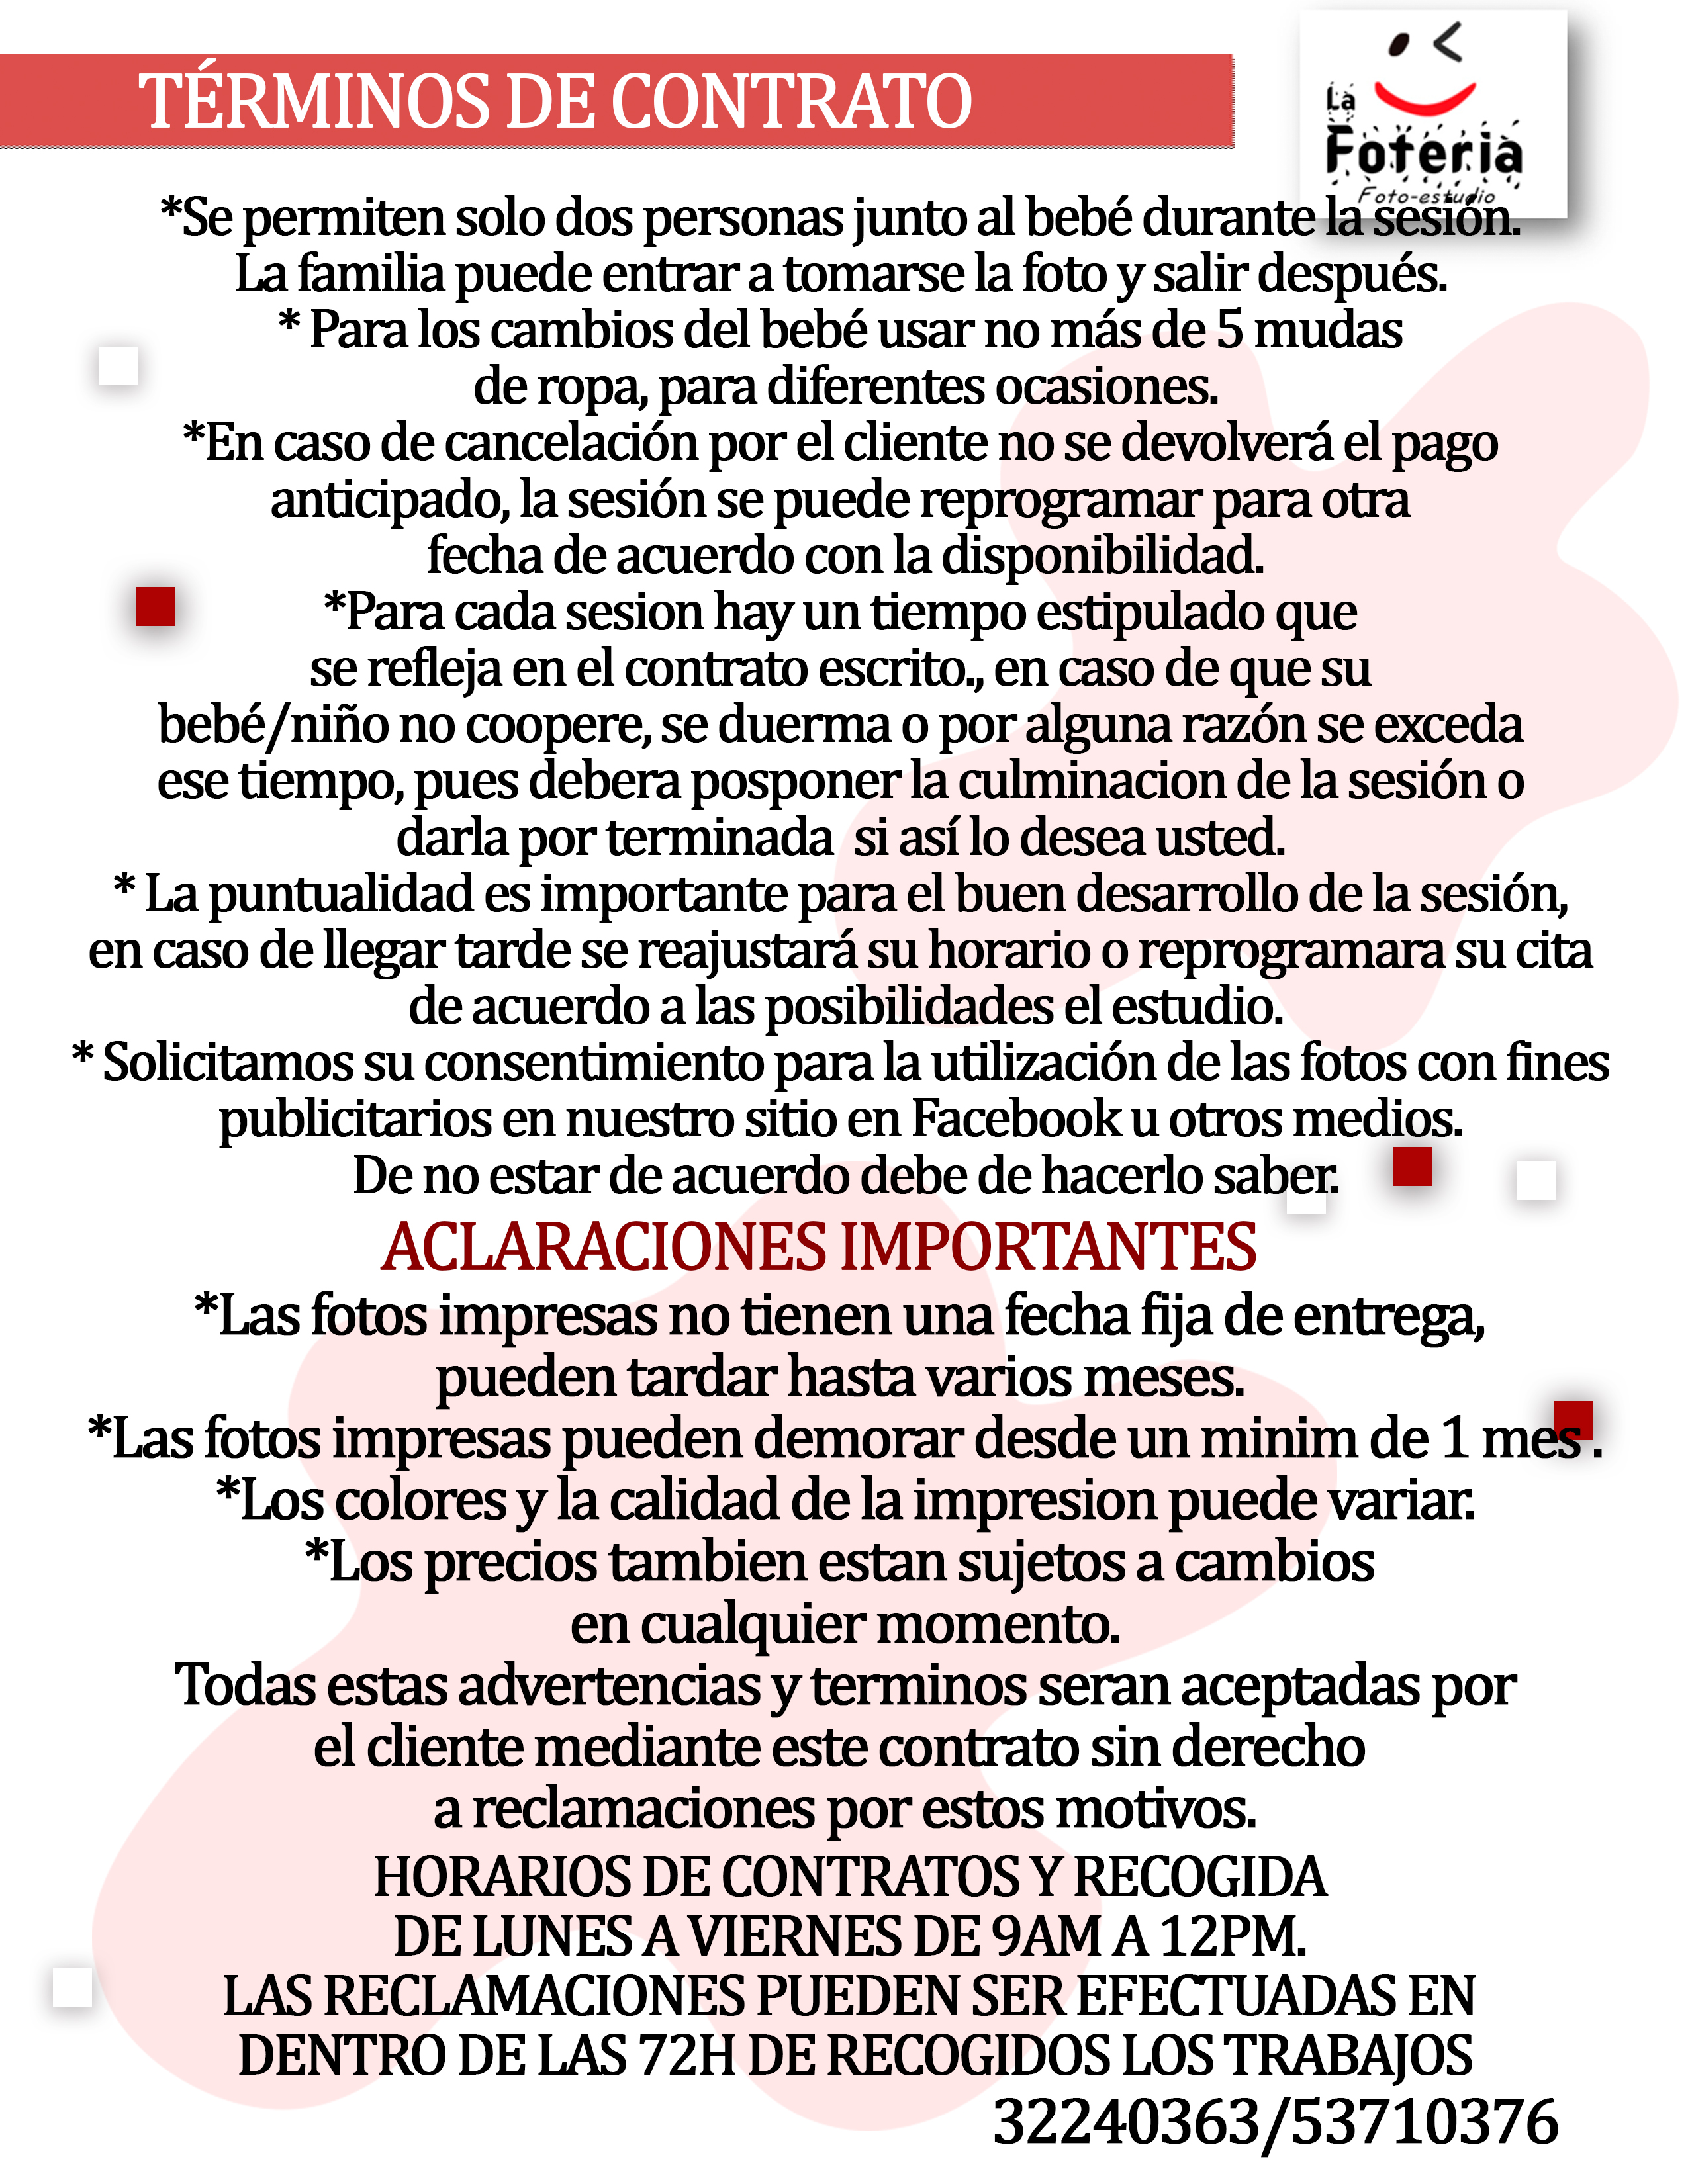 TÉRMINOS DE CONTRATO
La
Foteria
Foto-estudio
*Se permiten solo dos personas junto al bebé durante la sesión.
La familia puede entrar a tomarse la foto y salir después.
* Para los cambios del bebé usar no más de 5 mudas
de ropa, para diferentes ocasiones.
*En caso de cancelación por el cliente no se devolverá el pago
anticipado, la sesión se puede reprogramar para otra
fecha de acuerdo con la disponibilidad.
*Para cada sesion hay un tiempo estipulado que
se refleja en el contrato escrito., en caso de que su
bebé/niño no coopere, se duerma o por alguna razón se exceda
ese tiempo, pues debera posponer la culminacion de la sesión o
darla por terminada  si así lo desea usted.
* La puntualidad es importante para el buen desarrollo de la sesión,
en caso de llegar tarde se reajustará su horario o reprogramara su cita
de acuerdo a las posibilidades el estudio.
* Solicitamos su consentimiento para la utilización de las fotos con fines
publicitarios en nuestro sitio en Facebook u otros medios.
De no estar de acuerdo debe de hacerlo saber.
ACLARACIONES IMPORTANTES
*Las fotos impresas no tienen una fecha fija de entrega,
pueden tardar hasta varios meses.
*Las fotos impresas pueden demorar desde un minim de 1 mes .
*Los colores y la calidad de la impresion puede variar.
*Los precios tambien estan sujetos a cambios
en cualquier momento.
Todas estas advertencias y terminos seran aceptadas por
el cliente mediante este contrato sin derecho
a reclamaciones por estos motivos.
HORARIOS DE CONTRATOS Y RECOGIDA
DE LUNES A VIERNES DE 9AM A 12PM.
LAS RECLAMACIONES PUEDEN SER EFECTUADAS EN
DENTRO DE LAS 72H DE RECOGIDOS LOS TRABAJOS
32240363/53710376